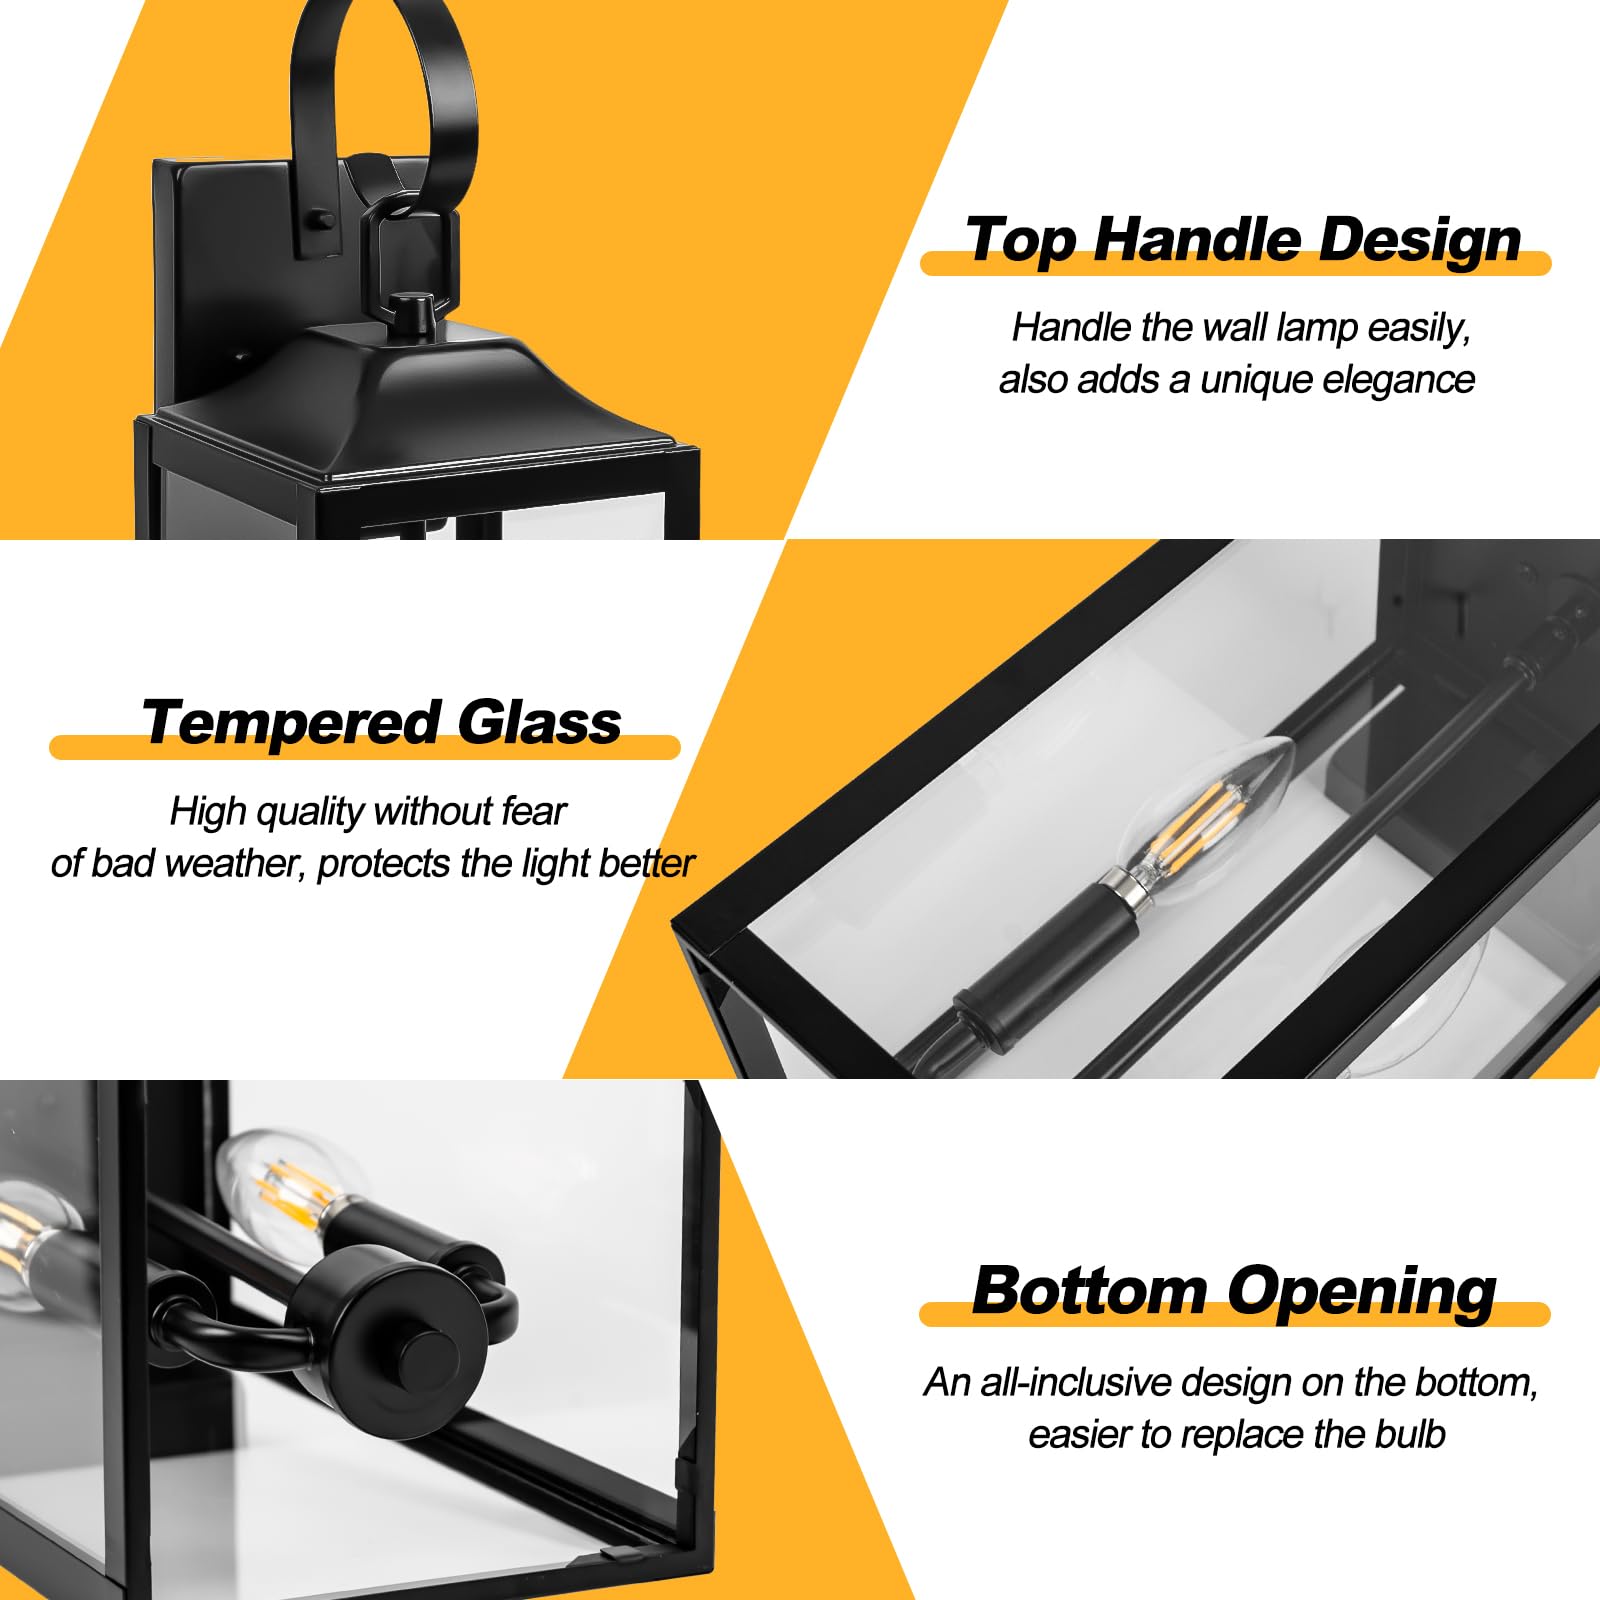 Top Handle Design
Handle the wall lamp easily,
also adds a unique elegance
Tempered Glass
High quality without fear
of bad weather, protects the light better
Bottom Opening
An all-inclusive design on the bottom,
easier to replace the bulb